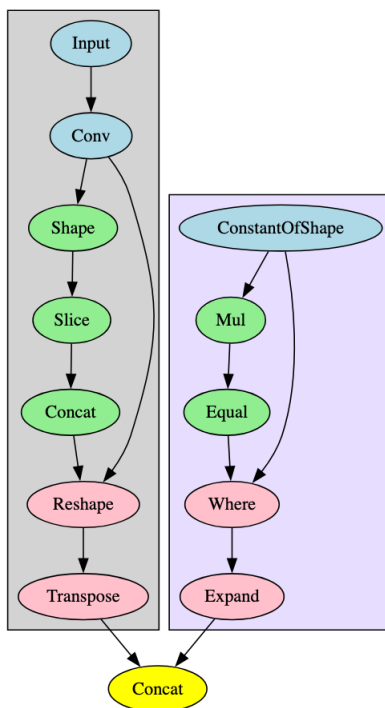 Input
Conv
Shape
Slice
Concat
Reshape
Transpose
ConstantOfShape
Mul
Equal
Where
Expand
Concat